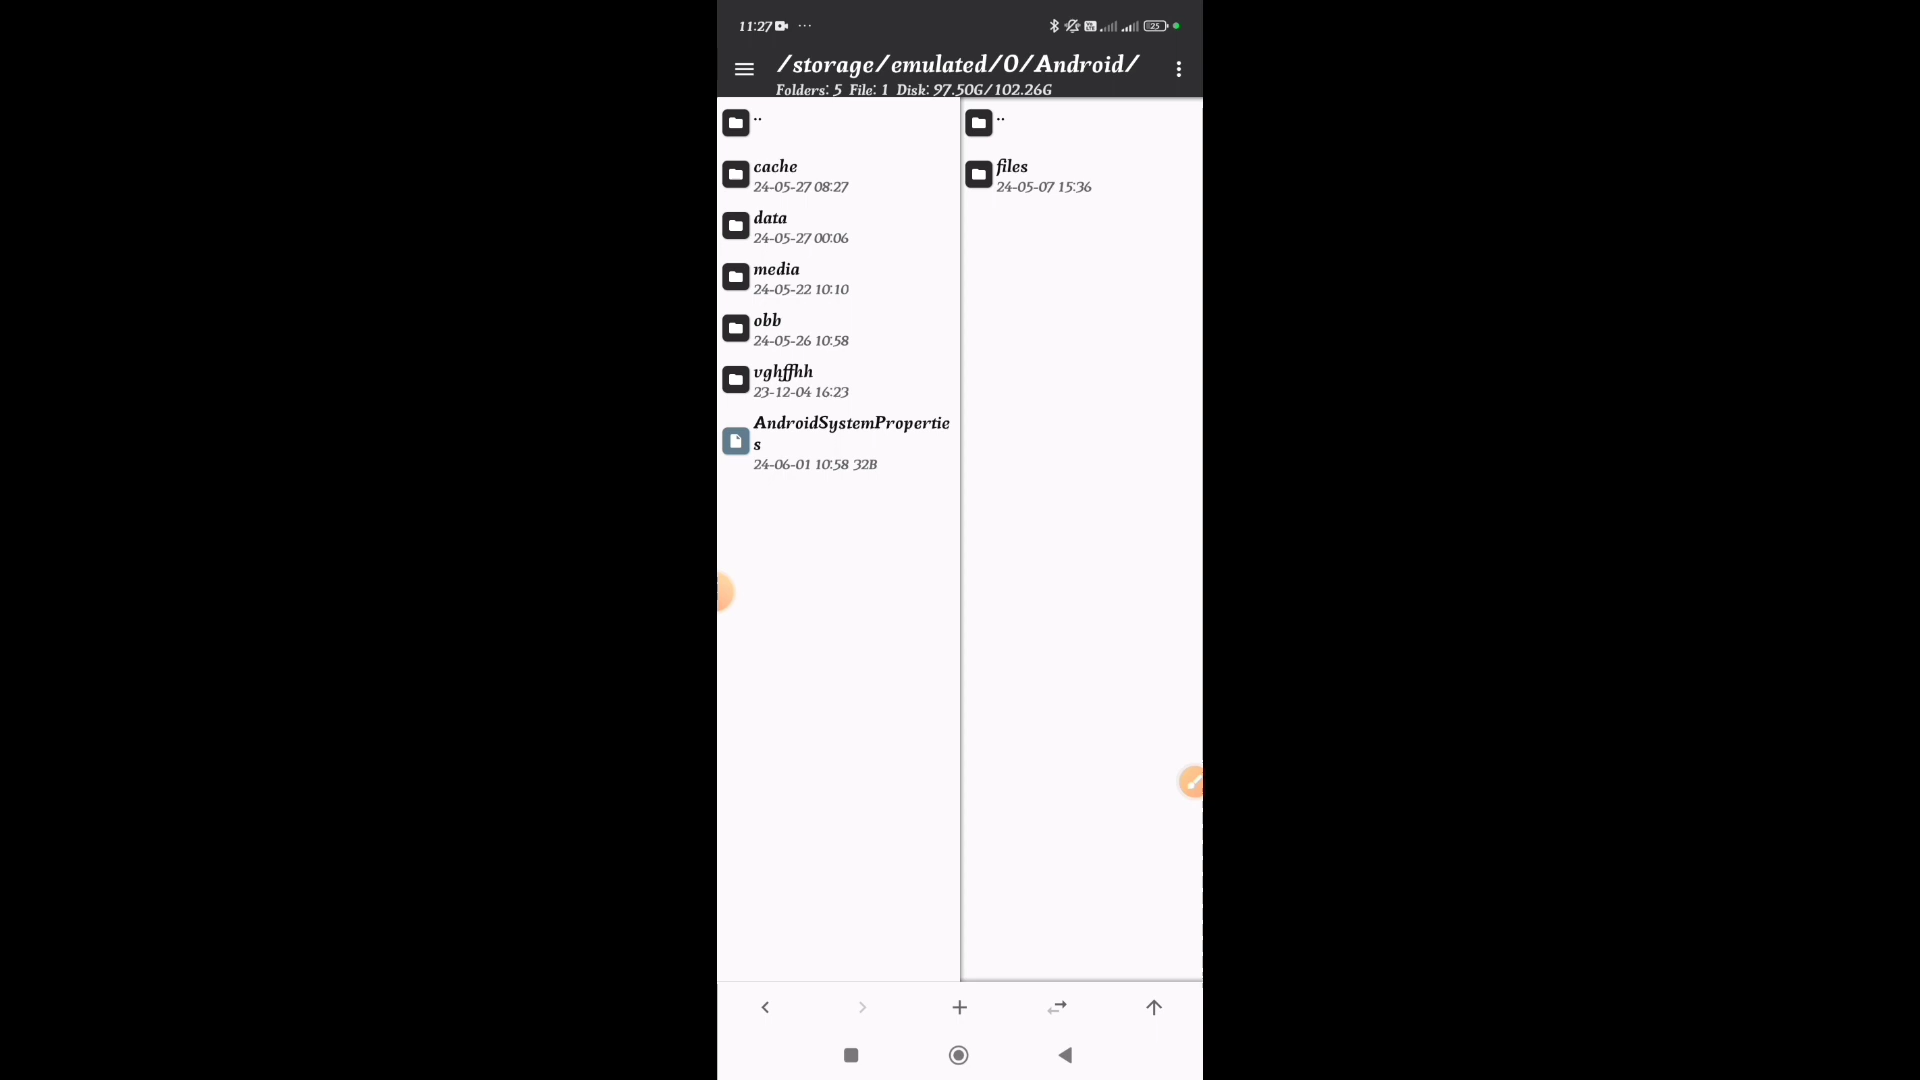 11:27
25
/storage/emulated/0/Android/
Folders: 5 File: 1 Disk: 97.50G/102.26G
..
cache
24-05-27 08:27
data
24-05-27 00:06
media
24-05-22 10:10
obb
24-05-26 10:58
vghffhh
23-12-04 16:23
AndroidSystemPropertie
s
24-06-01 10:58 32B
..
files
24-05-07 15:36